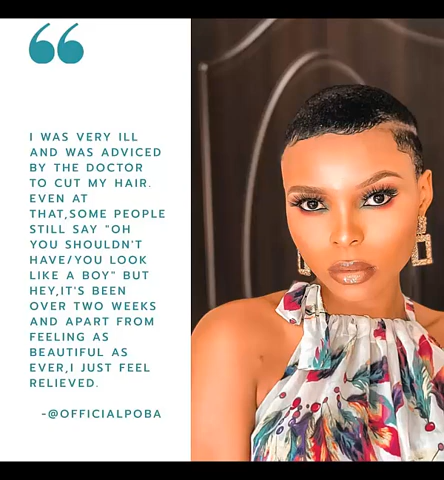 I WAS VERY ILL
AND WAS ADVICED
BY THE DOCTOR
TO CUT MY HAIR.
EVEN AT
THAT,SOME PEOPLE
STILL SAY "OH
YOU SHOULDN'T
HAVE/YOU LOOK
LIKE A BOY" BUT
HEY,IT'S BEEN
OVER TWO WEEKS
AND APART FROM
FEELING AS
BEAUTIFUL AS
EVER,I JUST FEEL
RELIEVED.
-@OFFICIALPOBA